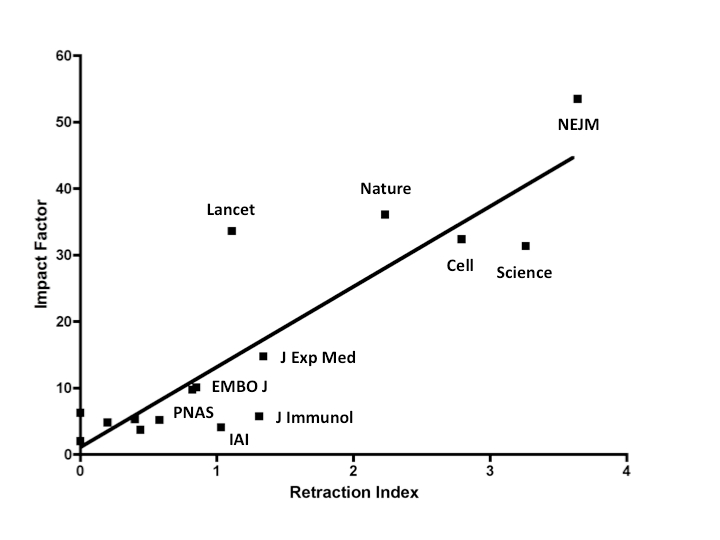 60
50
NEJM
40
Nature
Lancet
30
Cell
Science
20
J Exp Med
10
EMBO J
PNAS
J Immunol
IAI
0
0 1 2 3 4
Impact Factor
Retraction Index